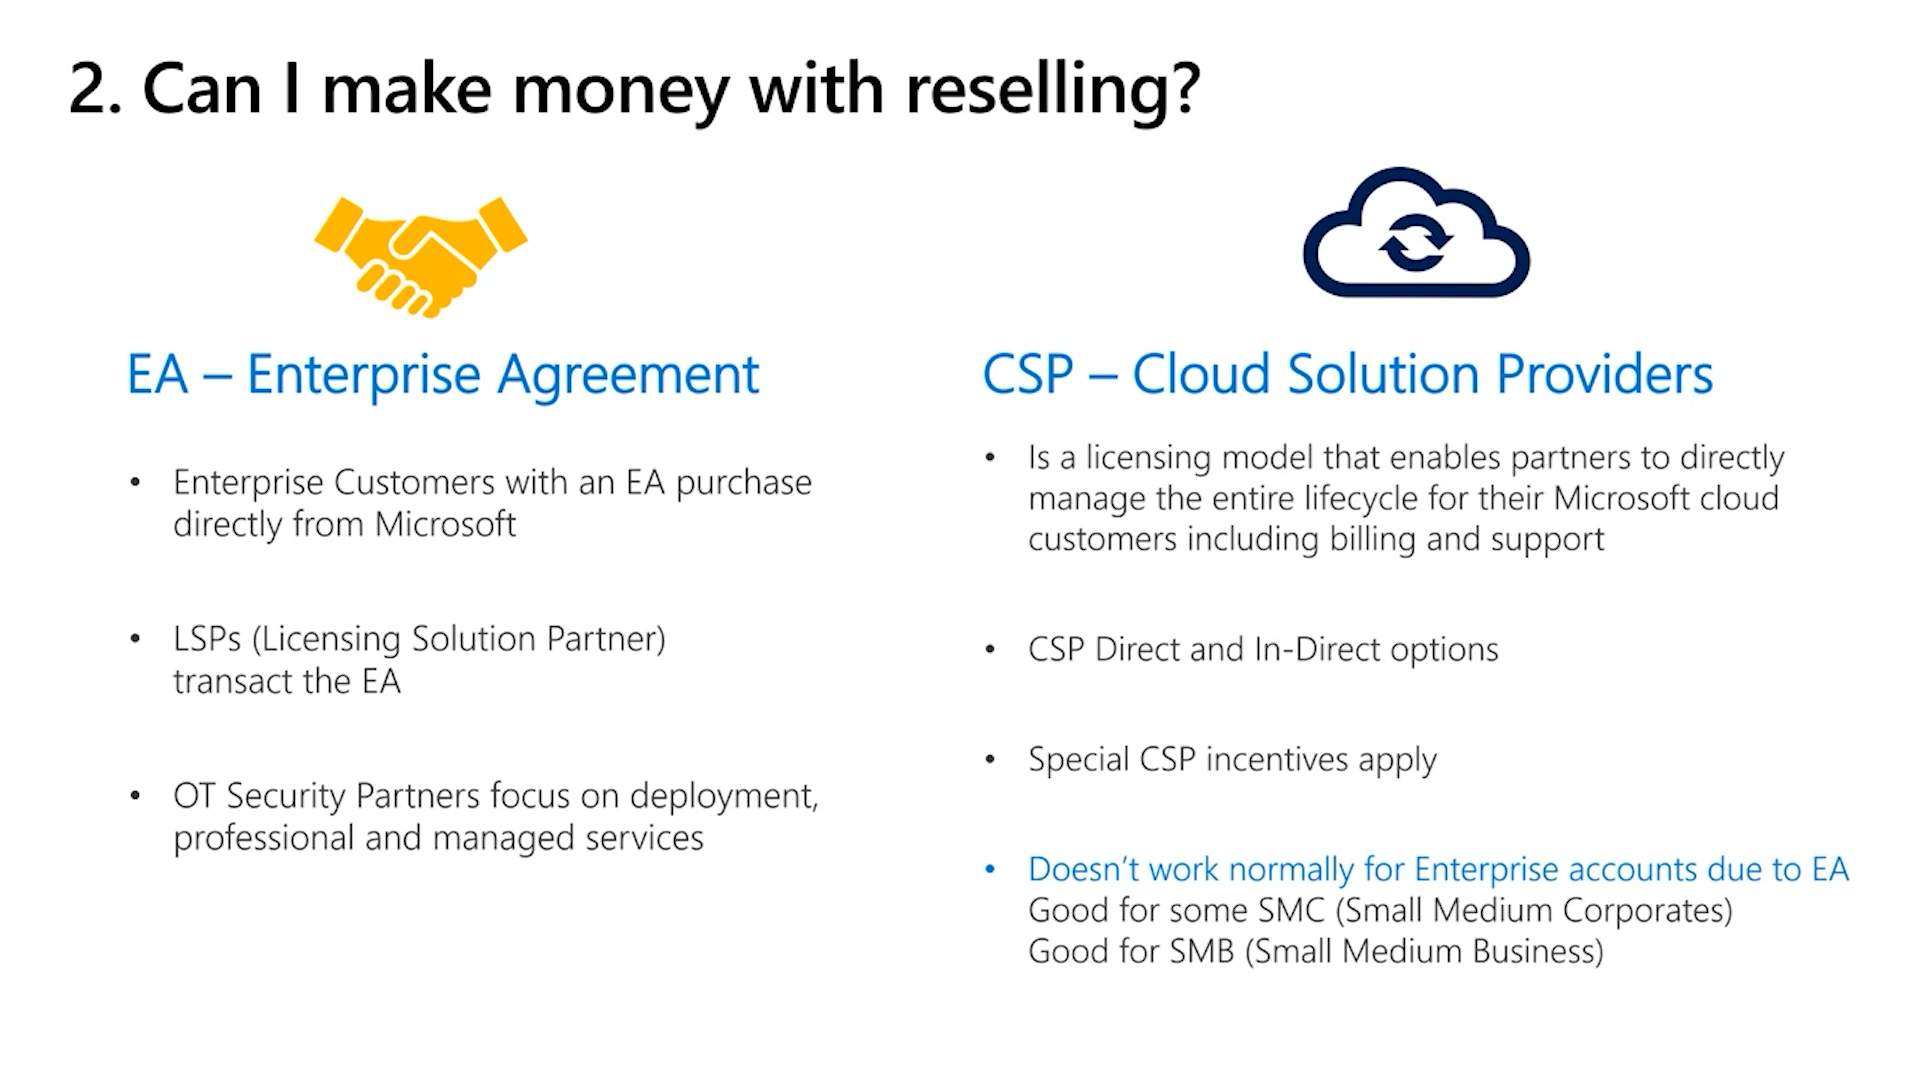 2. Can I make money with reselling?
EA – Enterprise Agreement
• Enterprise Customers with an EA purchase
directly from Microsoft
• LSPs (Licensing Solution Partner)
transact the EA
• OT Security Partners focus on deployment,
professional and managed services
CSP – Cloud Solution Providers
• Is a licensing model that enables partners to directly
manage the entire lifecycle for their Microsoft cloud
customers including billing and support
• CSP Direct and In-Direct options
• Special CSP incentives apply
• Doesn’t work normally for Enterprise accounts due to EA
Good for some SMC (Small Medium Corporates)
Good for SMB (Small Medium Business)